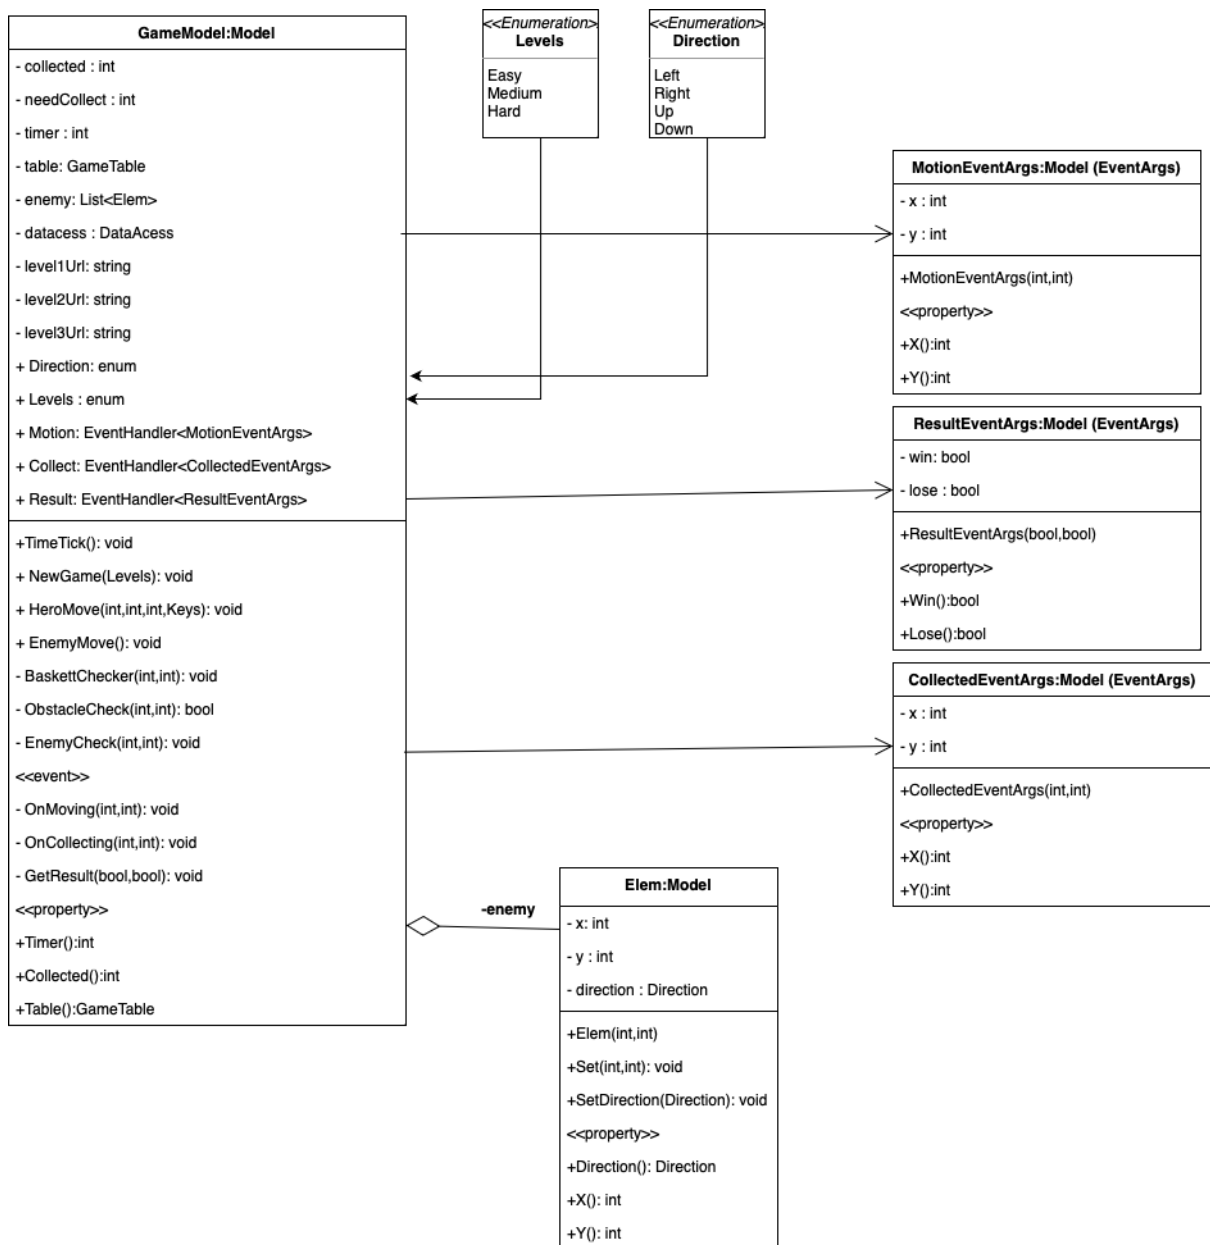 GameModel:Model
- collected : int
- needCollect : int
- timer : int
- table: GameTable
- enemy: List<Elem>
- datacess : DataAcess
- level1Url: string
- level2Url: string
- level3Url: string
+ Direction: enum
+ Levels : enum
+ Motion: EventHandler<MotionEventArgs>
+ Collect: EventHandler<CollectedEventArgs>
+ Result: EventHandler<ResultEventArgs>
+TimeTick(): void
+ NewGame(Levels): void
+ HeroMove(int,int,int,Keys): void
+ EnemyMove(): void
- BaskettChecker(int,int): void
- ObstacleCheck(int,int): bool
- EnemyCheck(int,int): void
<<event>>
- OnMoving(int,int): void
- OnCollecting(int,int): void
- GetResult(bool,bool): void
<<property>>
+Timer():int
+Collected():int
+Table():GameTable
<<Enumeration>
Levels
Easy
Medium
Hard
<<Enumeration>
Direction
Left
Right
Up
Down
MotionEventArgs:Model (EventArgs)
- x : int
- y : int
+MotionEventArgs(int,int)
<<property>>
+X():int
+Y():int
ResultEventArgs:Model (EventArgs)
- win: bool
- lose : bool
+ResultEventArgs(bool,bool)
<<property>>
+Win():bool
+Lose():bool
CollectedEventArgs:Model (EventArgs)
- x : int
- y : int
+CollectedEventArgs(int,int)
<<property>>
+X():int
+Y():int
-enemy
Elem:Model
- x: int
- y : int
- direction : Direction
+Elem(int,int)
+Set(int,int): void
+SetDirection(Direction): void
<<property>>
+Direction(): Direction
+X(): int
+Y(): int